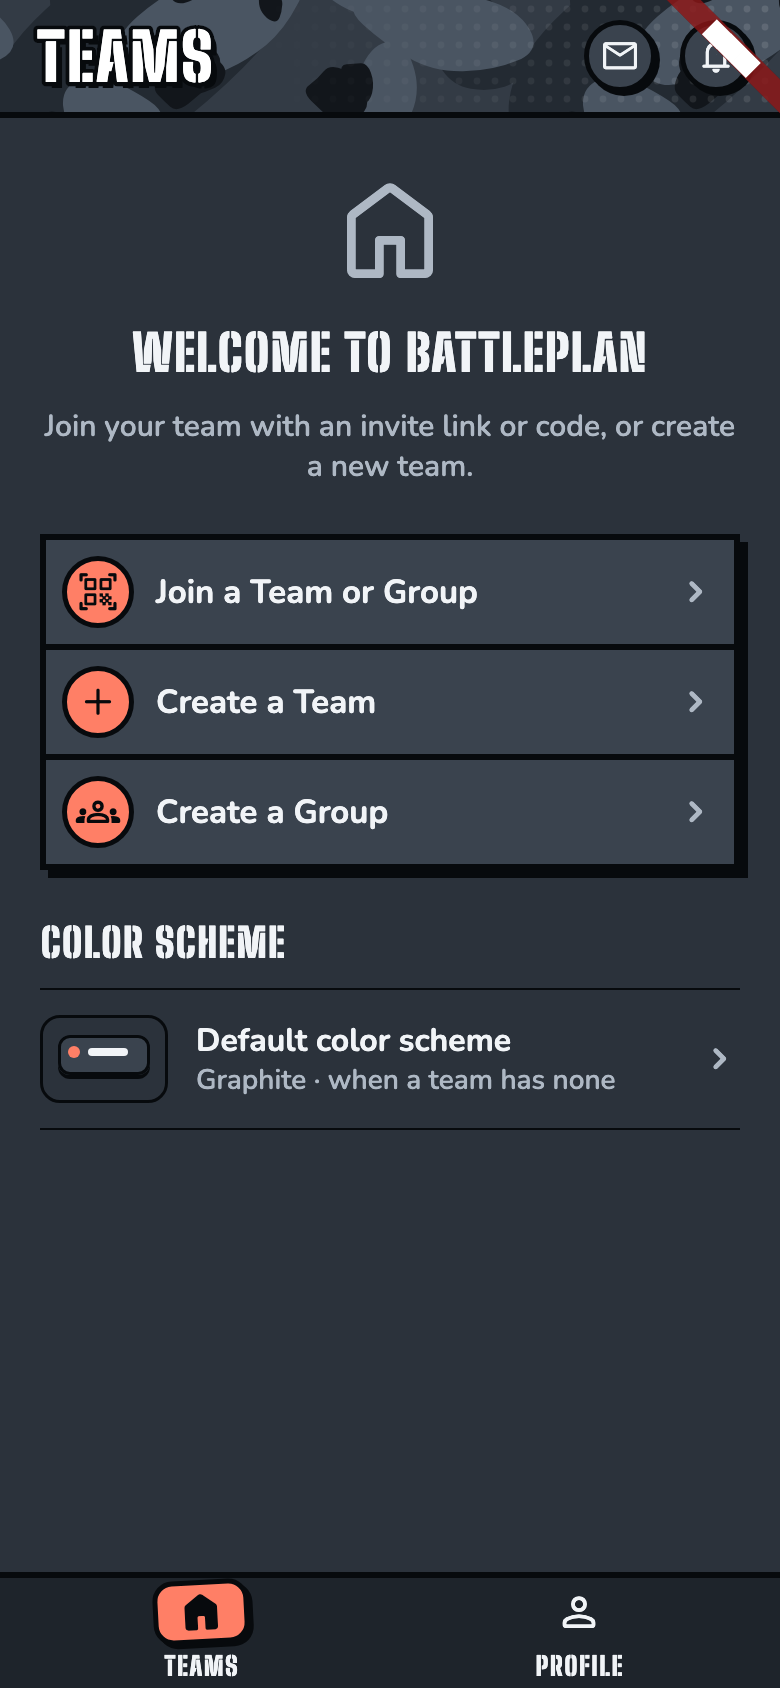 TEAMS
WELCOME TO BATTLEPLAN
Join your team with an invite link or code, or create
a new team.
Join a Team or Group
Create a Team
Create a Group
COLOR SCHEME
Default color scheme
Graphite · when a team has none
TEAMS
PROFILE